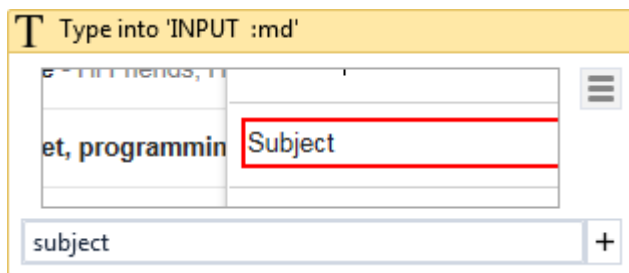 T Type into 'INPUT :md'
Subject
et, programmin
subject
+